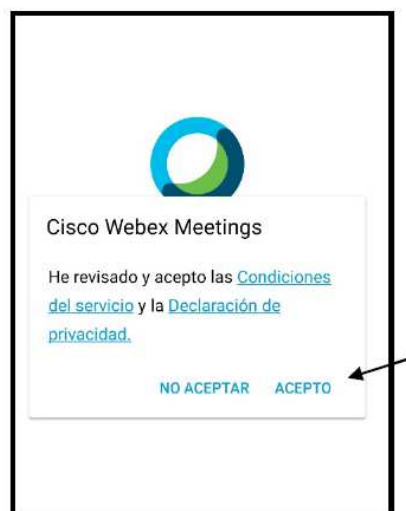 Cisco Webex Meetings
He revisado y acepto las Condiciones
del servicio y la Declaración de
privacidad.
NO ACEPTAR ACEPTO